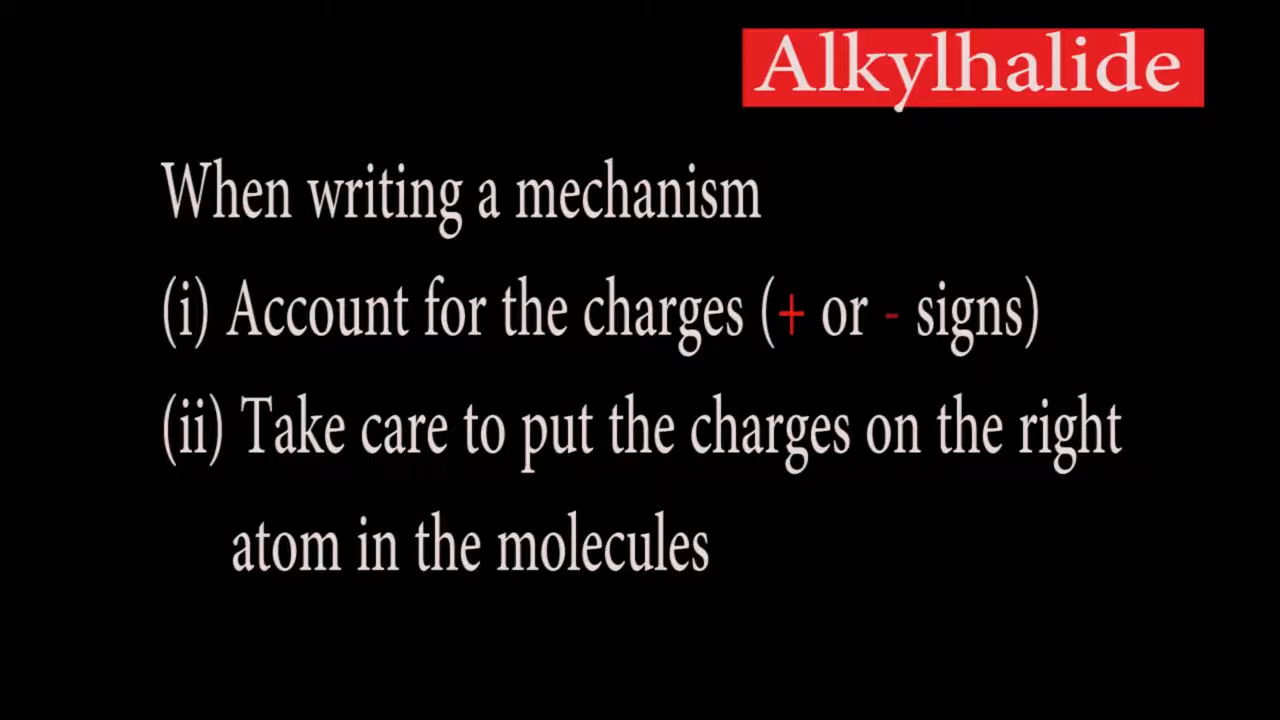 Alkylhalide
When writing a mechanism
(i) Account for the charges (+ or - signs)
(ii) Take care to put the charges on the right
atom in the molecules